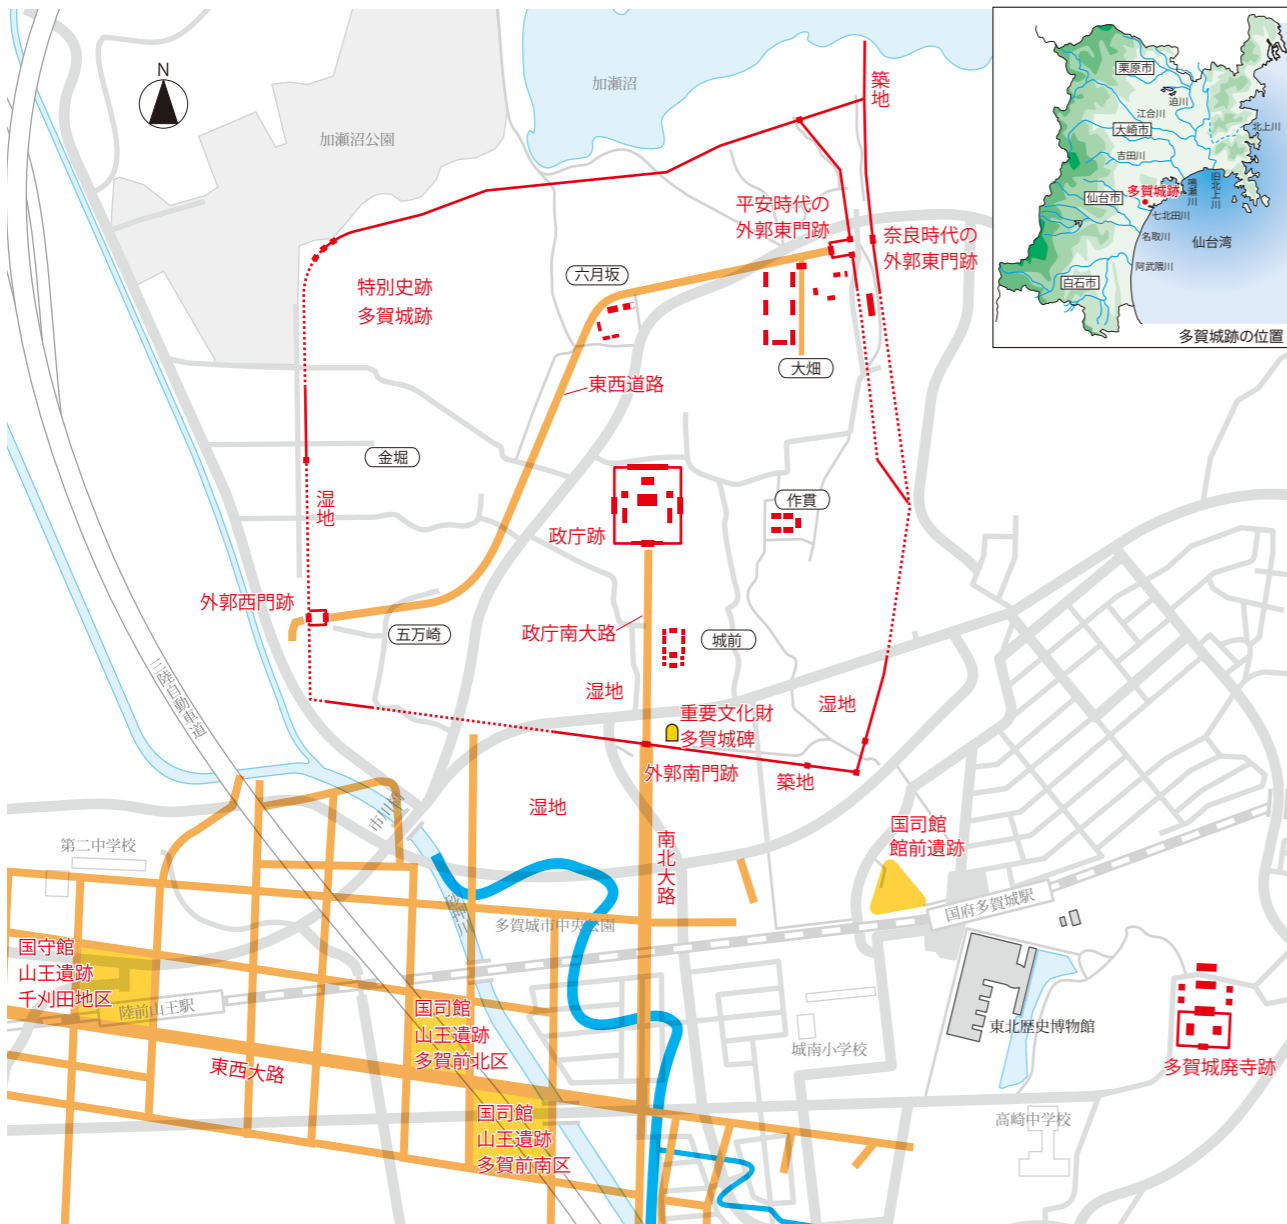 N
加瀬沼
加瀬沼公園
築地
平安時代の
外郭東門跡
奈良時代の
外郭東門跡
特別史跡
多賀城跡
六月坂
大畑
東西道路
金堀
湿地
作貫
政庁跡
外郭西門跡
五万崎
政庁南大路
城前
湿地
湿地
重要文化財
多賀城碑
外郭南門跡
築地
三陸自動車道
湿地
市川橋
第二中学校
南北大路
国司館
館前遺跡
国府多賀城駅
多賀城市中央公園
国守館
山王遺跡
千刈田地区
陸前山王駅
国司館
山王遺跡
多賀前北区
東北歴史博物館
城南小学校
東西大路
多賀城廃寺跡
国司館
山王遺跡
多賀前南区
高崎中学校
栗原市
迫川
江合川
北上川
大崎市
吉田川
鳴瀬川
旧北上川
多賀城跡
仙台市
七北田川
名取川
仙台湾
阿武隈川
白石市
多賀城跡の位置